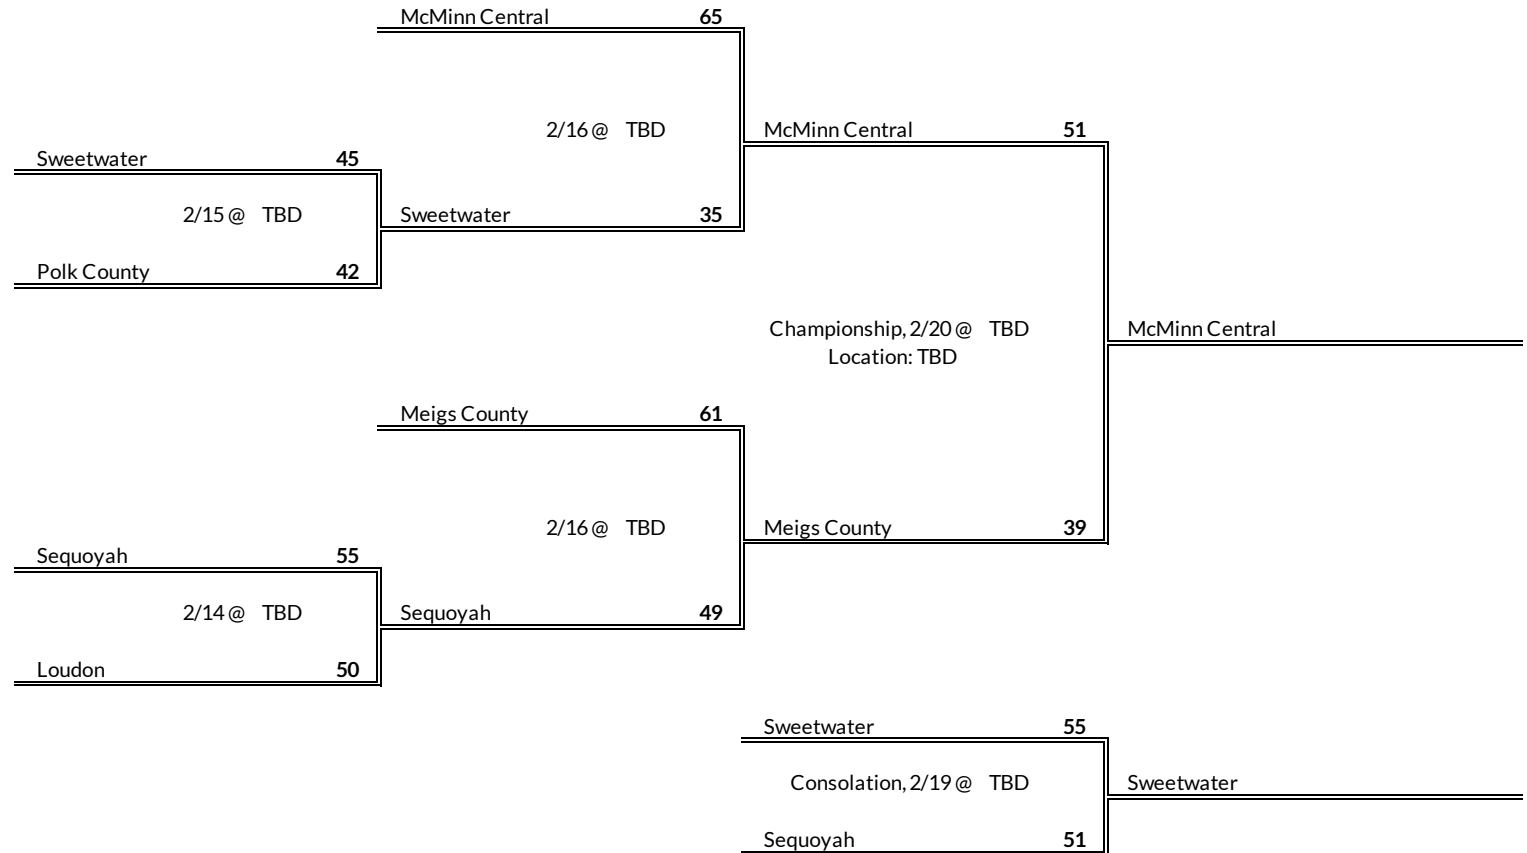 McMinn Central 65
2/16 @ TBD
McMinn Central 51
Sweetwater 45
2/15 @ TBD
Sweetwater 35
Polk County 42
Championship, 2/20 @ TBD
McMinn Central
Location: TBD
Meigs County 61
2/16 @ TBD
Meigs County 39
Sequoyah 55
2/14 @ TBD
Sequoyah 49
Loudon 50
Sweetwater 55
Consolation, 2/19 @ TBD
Sweetwater
Sequoyah 51